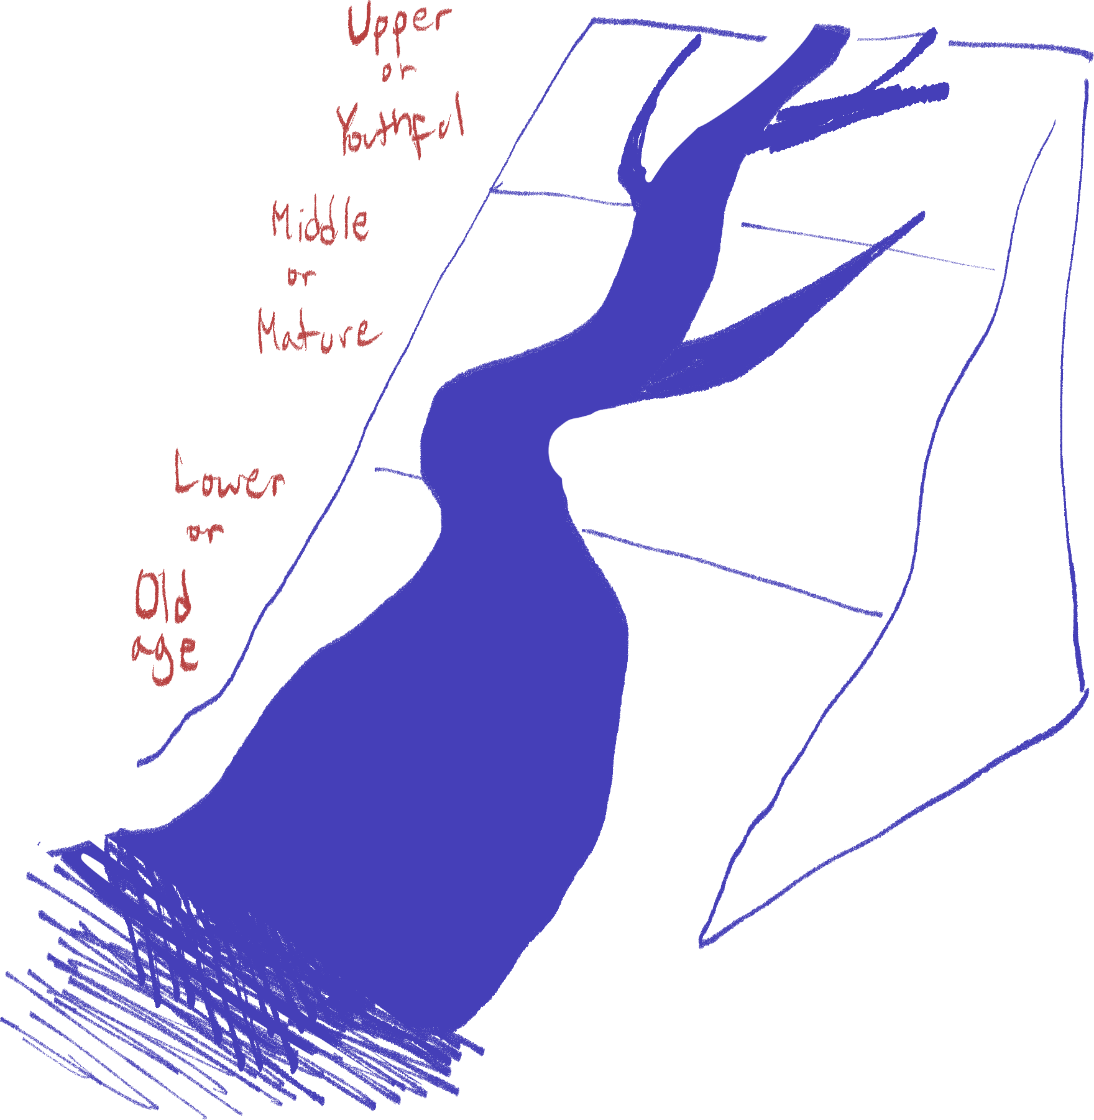 Upper
or
Youthful
Middle
or
Mature
Lower
or
Old
age